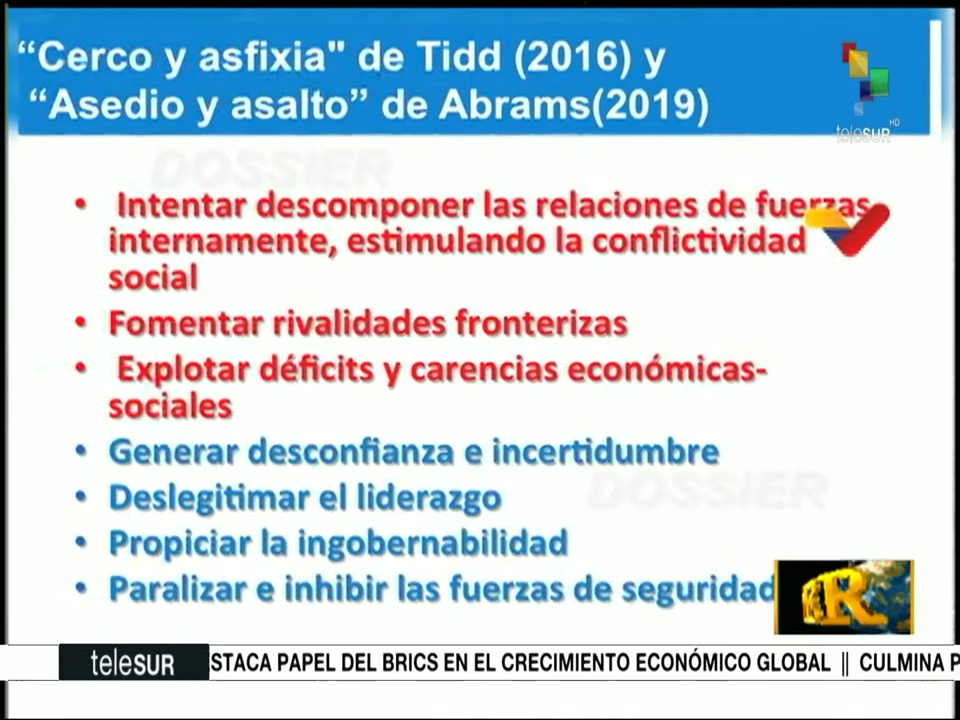 “Cerco y asfixia" de Tidd (2016) y
“Asedio y asalto” de Abrams(2019)
teleSUR HD
DOSSIER
• Intentar descomponer las relaciones de fuerzas
internamente, estimulando la conflictividad
social
• Fomentar rivalidades fronterizas
• Explotar déficits y carencias económicas-
sociales
• Generar desconfianza e incertidumbre
DOSSIER
• Deslegitimar el liderazgo
• Propiciar la ingobernabilidad
• Paralizar e inhibir las fuerzas de seguridad
R
teleSUR STACA PAPEL DEL BRICS EN EL CRECIMIENTO ECONÓMICO GLOBAL || CULMINA P